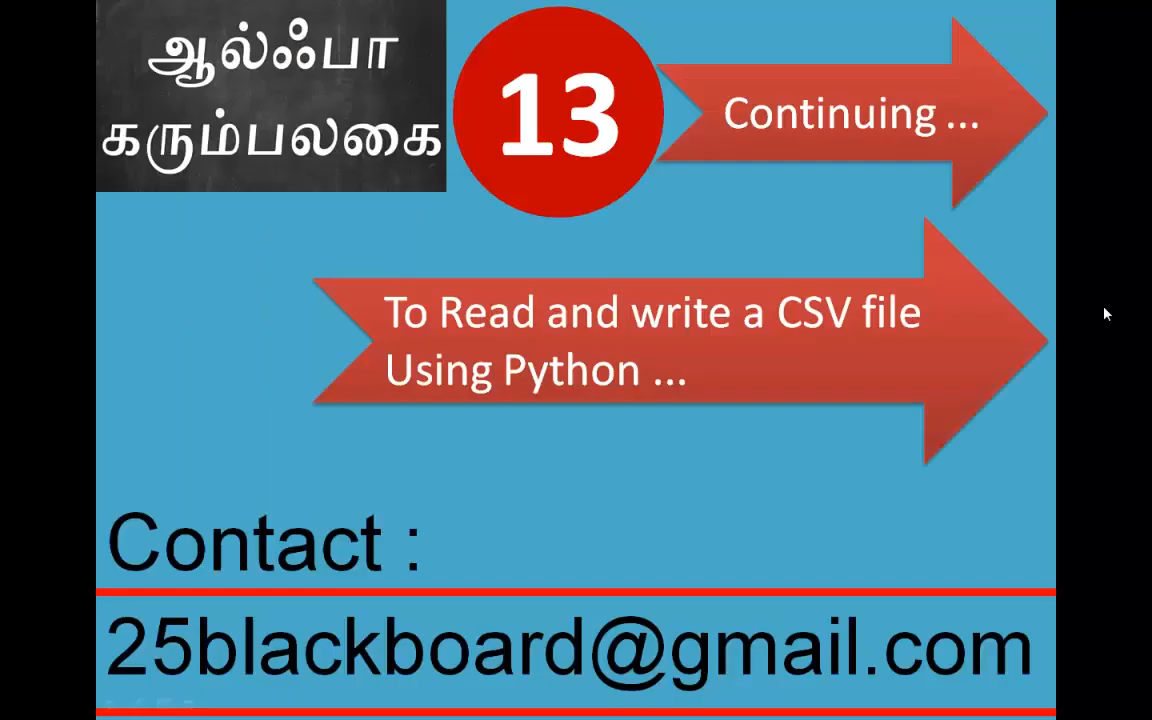 ஆல்ஃபா
கரும்பலகை
13
Continuing ...
To Read and write a CSV file
Using Python ...
Contact :
25blackboard@gmail.com